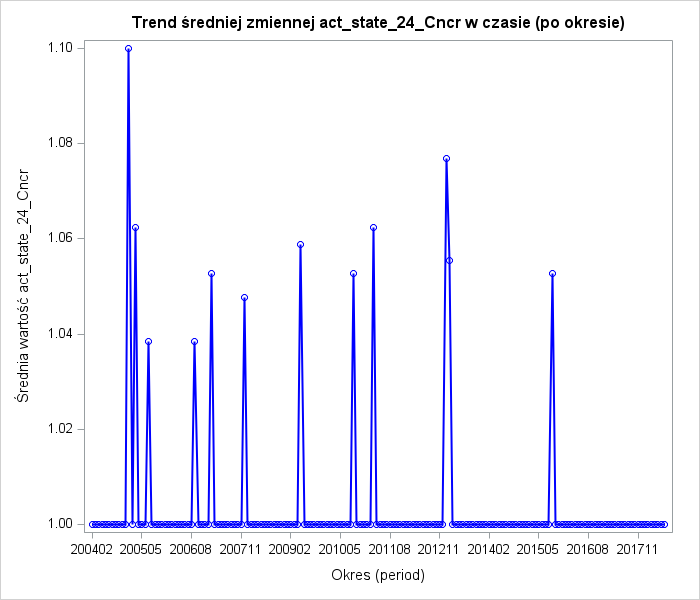 Trend średniej zmiennej act_state_24_Cncr w czasie (po okresie)
1.10
1.08
1.06
1.04
1.02
1.00
Średnia wartość act_state_24_Cncr
200402 200505 200608 200711 200902 201005 201108 201211 201402 201505 201608 201711
Okres (period)